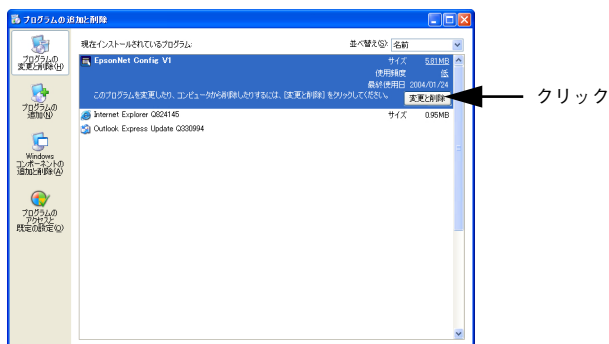 プログラムの追加と削除
プログラムの
変更と削除(H)
プログラムの
追加(N)
Windows
コンポーネントの
追加と削除(A)
プログラムの
アクセスと
既定の設定(O)
現在インストールされているプログラム:
並べ替え(S): 名前
EpsonNet Config V1
サイズ 5.81MB
使用頻度 低
最終使用日 2004/01/24
このプログラムを変更したり、コンピュータから削除したりするには、[変更と削除] をクリックしてください。
変更と削除
クリック
Internet Explorer Q824145
サイズ 0.95MB
Outlook Express Update Q330994